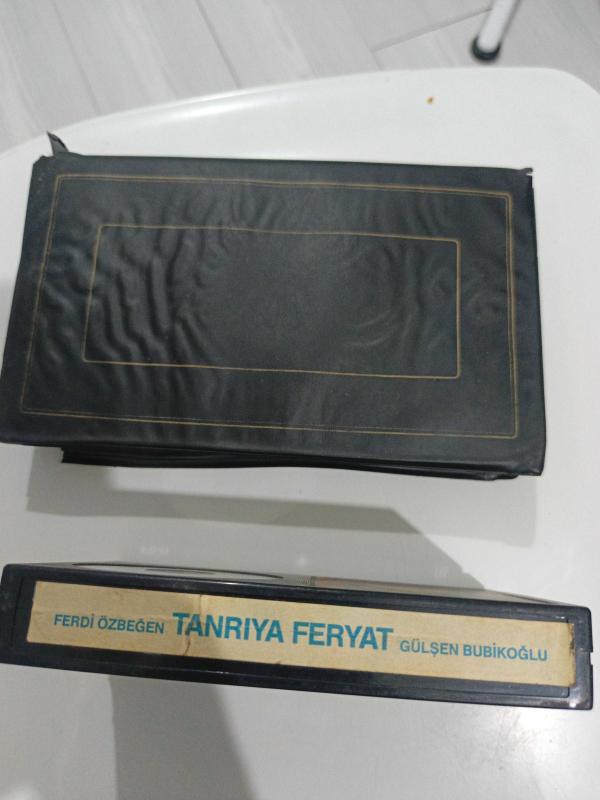 FERDİ ÖZBEĞEN TANRIYA FERYAT GÜLŞEN BUBİKOĞLU